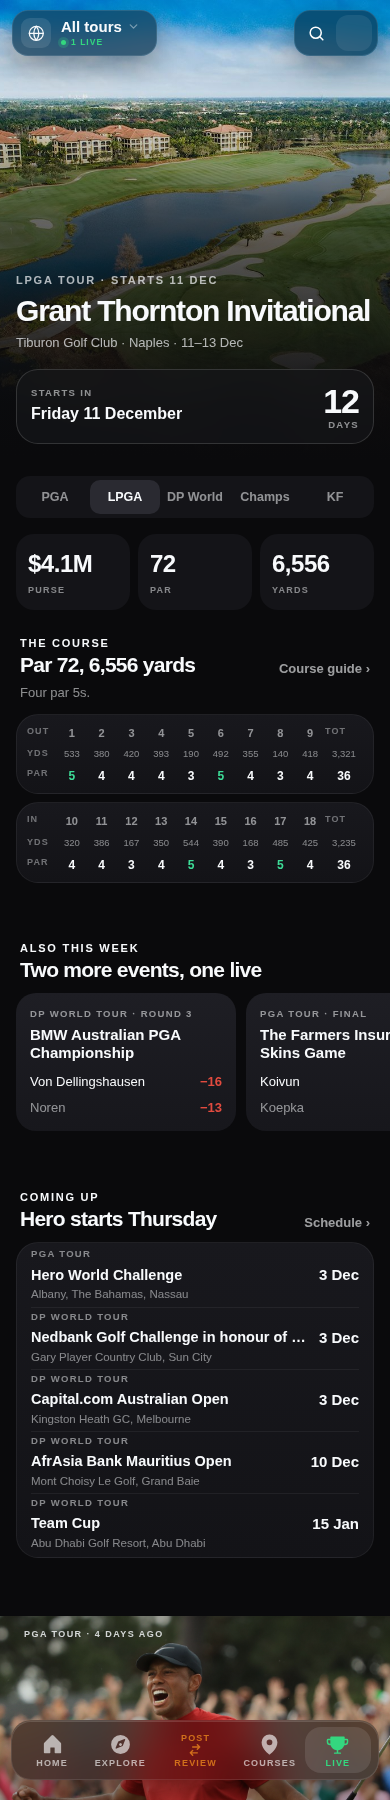 All tours
1 LIVE
LPGA TOUR · STARTS 11 DEC
Grant Thornton Invitational
Tiburon Golf Club · Naples · 11–13 Dec
STARTS IN
Friday 11 December
12
DAYS
PGA LPGA DP World Champs KF
$4.1M 72 6,556
PURSE PAR YARDS
THE COURSE
Par 72, 6,556 yards
Course guide ›
Four par 5s.
OUT 1 2 3 4 5 6 7 8 9 TOT
YDS 533 380 420 393 190 492 355 140 418 3,321
PAR 5 4 4 4 3 5 4 3 4 36
IN 10 11 12 13 14 15 16 17 18 TOT
YDS 320 386 167 350 544 390 168 485 425 3,235
PAR 4 4 3 4 5 4 3 5 4 36
ALSO THIS WEEK
Two more events, one live
DP WORLD TOUR · ROUND 3
BMW Australian PGA
Championship
Von Dellingshausen −16
Noren −13
PGA TOUR · FINAL
The Farmers Insur
Skins Game
Koivun
Koepka
COMING UP
Hero starts Thursday
Schedule ›
PGA TOUR
Hero World Challenge 3 Dec
Albany, The Bahamas, Nassau
DP WORLD TOUR
Nedbank Golf Challenge in honour of … 3 Dec
Gary Player Country Club, Sun City
DP WORLD TOUR
Capital.com Australian Open 3 Dec
Kingston Heath GC, Melbourne
DP WORLD TOUR
AfrAsia Bank Mauritius Open 10 Dec
Mont Choisy Le Golf, Grand Baie
DP WORLD TOUR
Team Cup 15 Jan
Abu Dhabi Golf Resort, Abu Dhabi
PGA TOUR · 4 DAYS AGO
HOME EXPLORE POST REVIEW COURSES LIVE